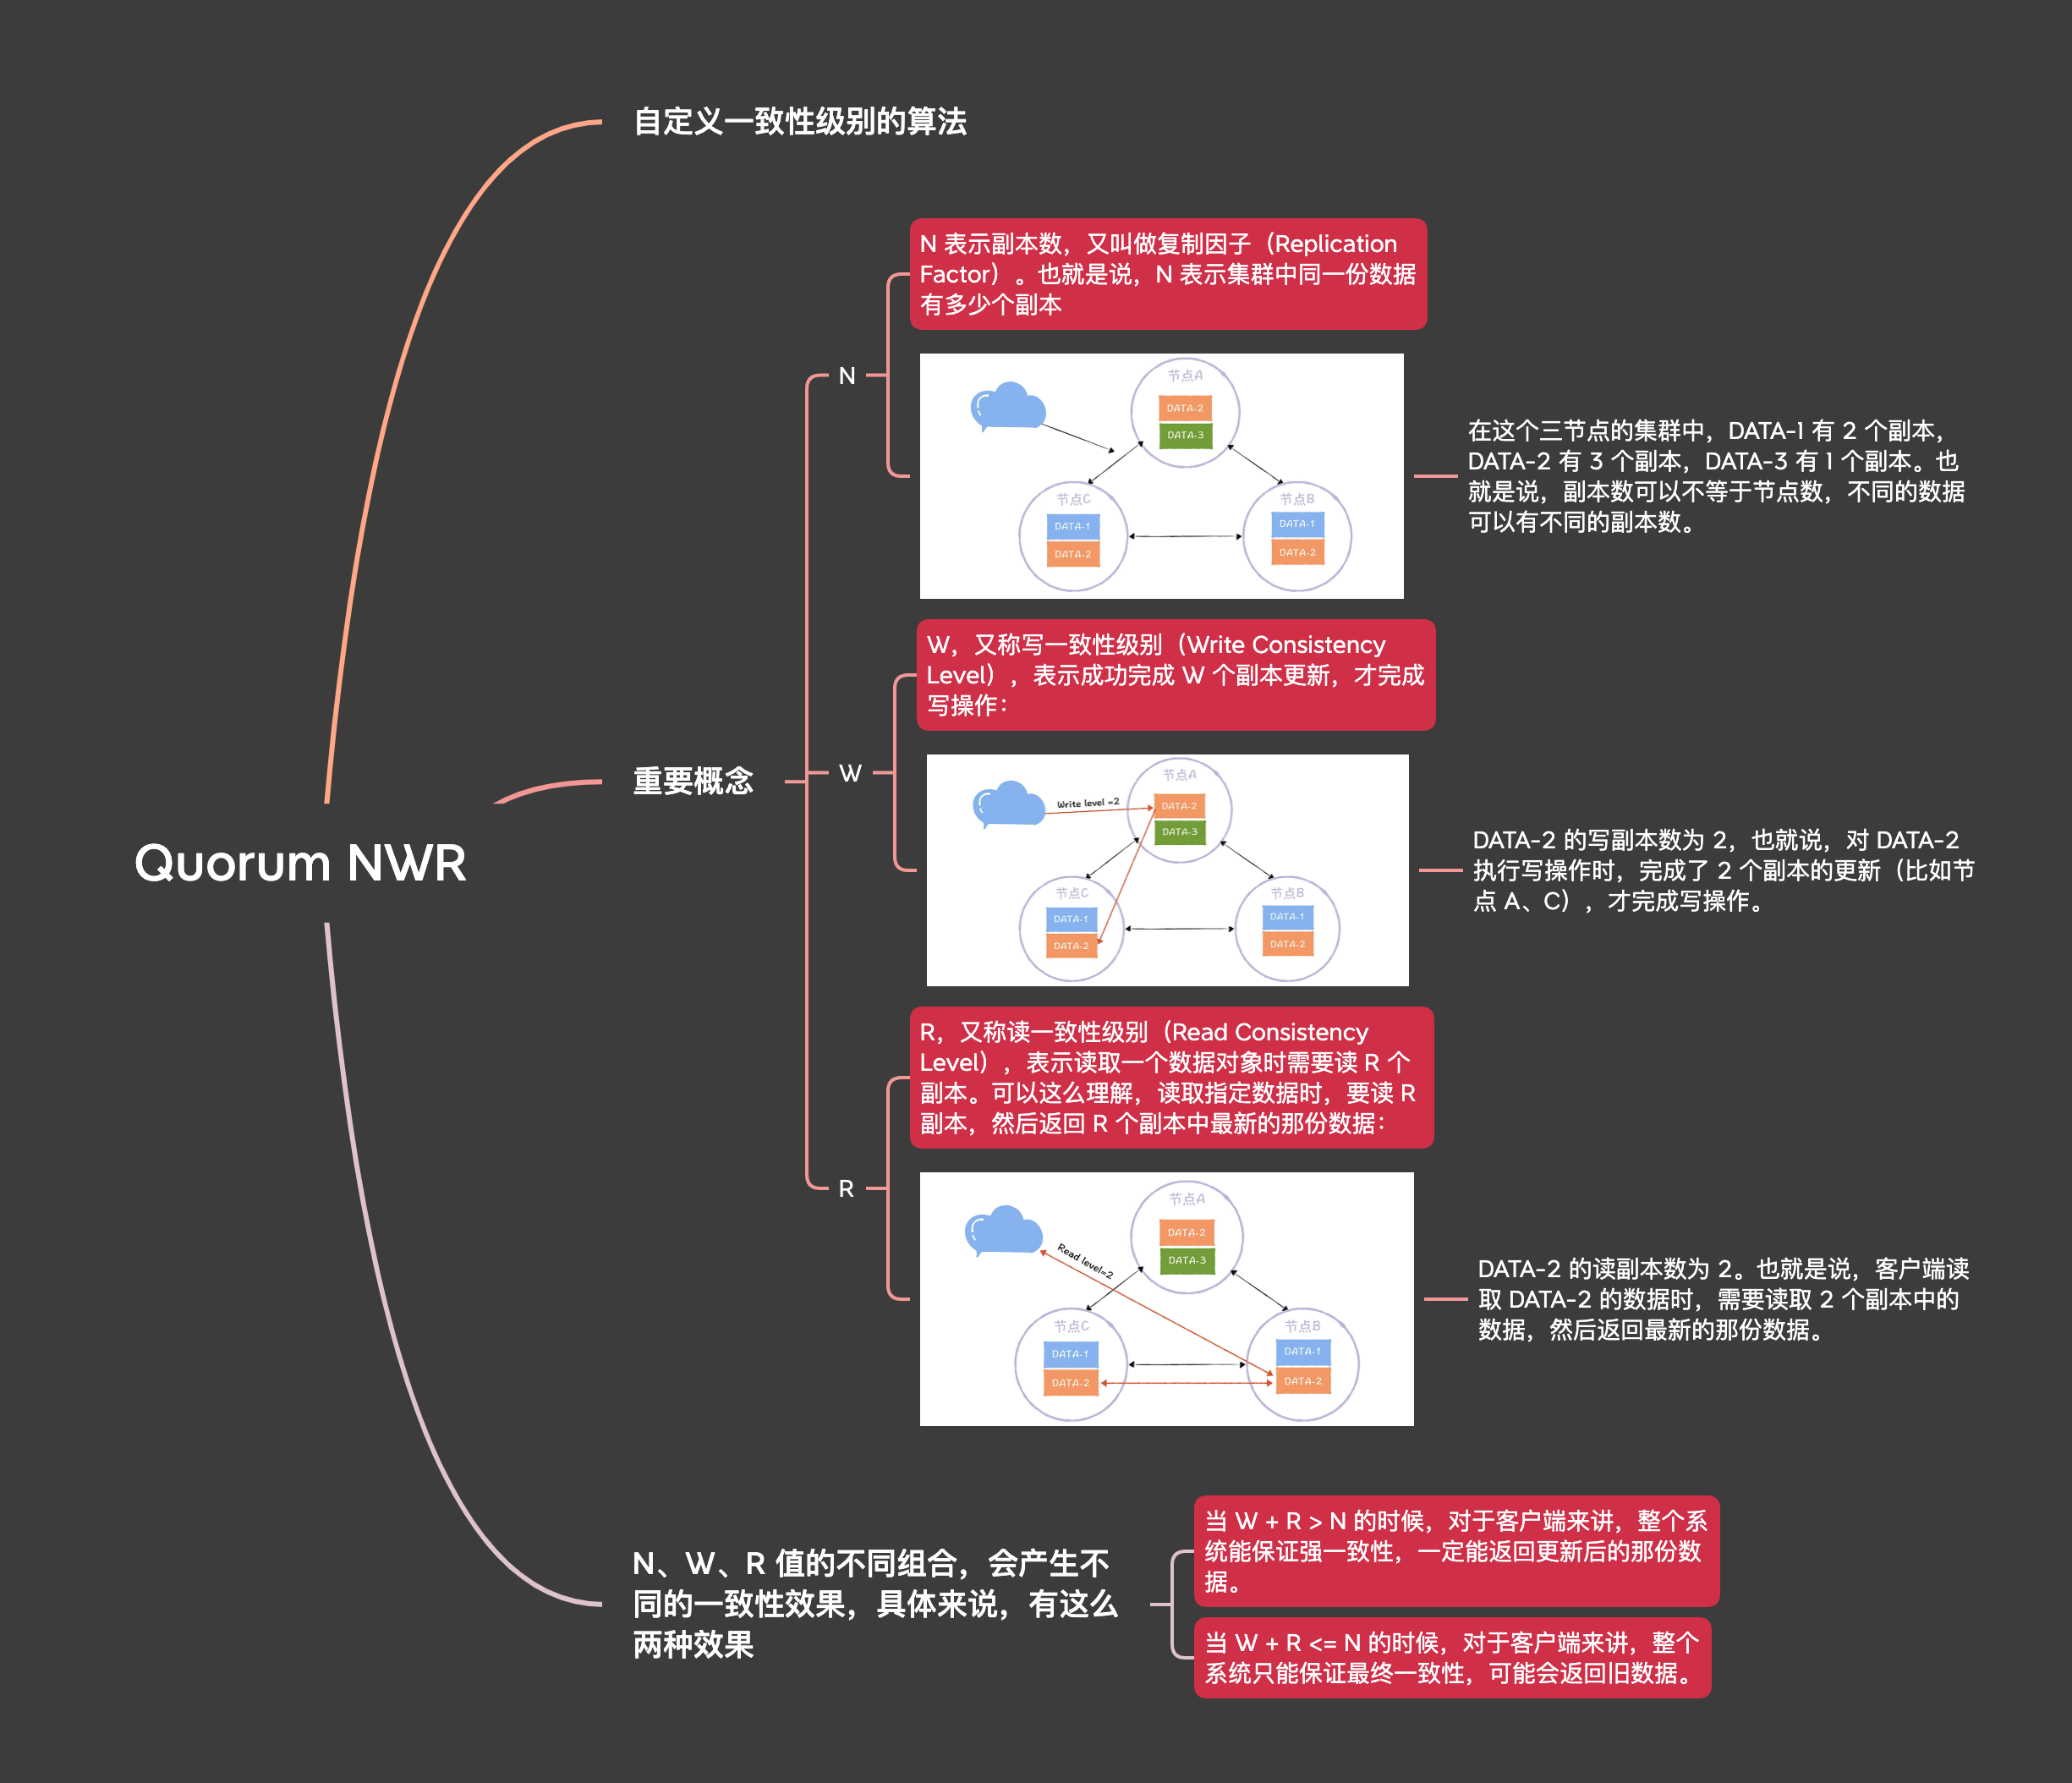 自定义一致性级别的算法
N 表示副本数，又叫做复制因子（Replication
Factor）。也就是说，N 表示集群中同一份数据
有多少个副本
N
节点A
DATA-2
DATA-3
节点C
DATA-1
DATA-2
节点B
DATA-1
DATA-2
在这个三节点的集群中，DATA-1 有 2 个副本，
DATA-2 有 3 个副本，DATA-3 有 1 个副本。也
就是说，副本数可以不等于节点数，不同的数据
可以有不同的副本数。
W，又称写一致性级别（Write Consistency
Level），表示成功完成 W 个副本更新，才完成
写操作：
重要概念
W
节点A
Write level =2
DATA-2
DATA-3
节点C
DATA-1
DATA-2
节点B
DATA-1
DATA-2
DATA-2 的写副本数为 2，也就说，对 DATA-2
执行写操作时，完成了 2 个副本的更新（比如节
点 A、C），才完成写操作。
Quorum NWR
R，又称读一致性级别（Read Consistency
Level），表示读取一个数据对象时需要读 R 个
副本。可以这么理解，读取指定数据时，要读 R
副本，然后返回 R 个副本中最新的那份数据：
R
节点A
DATA-2
DATA-3
Read level=2
节点C
DATA-1
DATA-2
节点B
DATA-1
DATA-2
DATA-2 的读副本数为 2。也就是说，客户端读
取 DATA-2 的数据时，需要读取 2 个副本中的
数据，然后返回最新的那份数据。
N、W、R 值的不同组合，会产生不
同的一致性效果，具体来说，有这么
两种效果
当 W + R > N 的时候，对于客户端来讲，整个系
统能保证强一致性，一定能返回更新后的那份数
据。
当 W + R <= N 的时候，对于客户端来讲，整个
系统只能保证最终一致性，可能会返回旧数据。